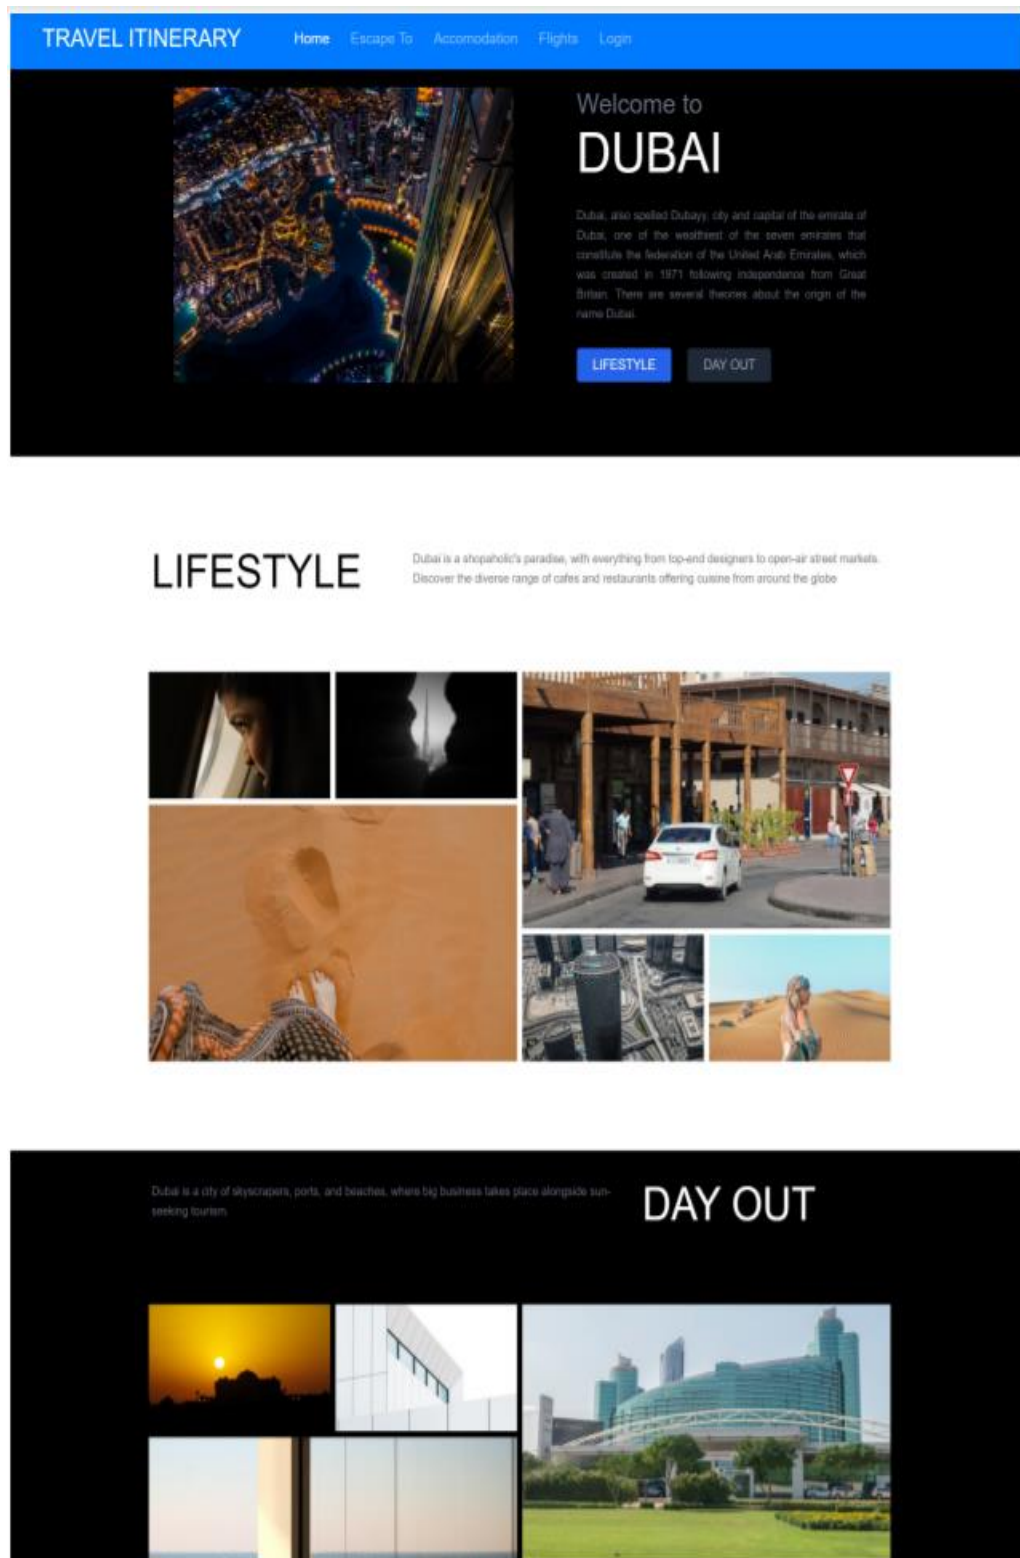 TRAVEL ITINERARY Home Escape To Accomodation Flights Login
Welcome to
DUBAI
Dubai, also spelled Dubayy, city and capital of the emirate of
Dubai, one of the wealthiest of the seven emirates that
constitute the federation of the United Arab Emirates, which
was created in 1971 following independence from Great
Britain. There are several theories about the origin of the
name Dubai.
LIFESTYLE DAY OUT
LIFESTYLE
Dubai is a shopaholic's paradise, with everything from top-end designers to open-air street markets.
Discover the diverse range of cafes and restaurants offering cuisine from around the globe
Dubai is a city of skyscrapers, ports, and beaches, where big business takes place alongside sun-
seeking tourism.
DAY OUT